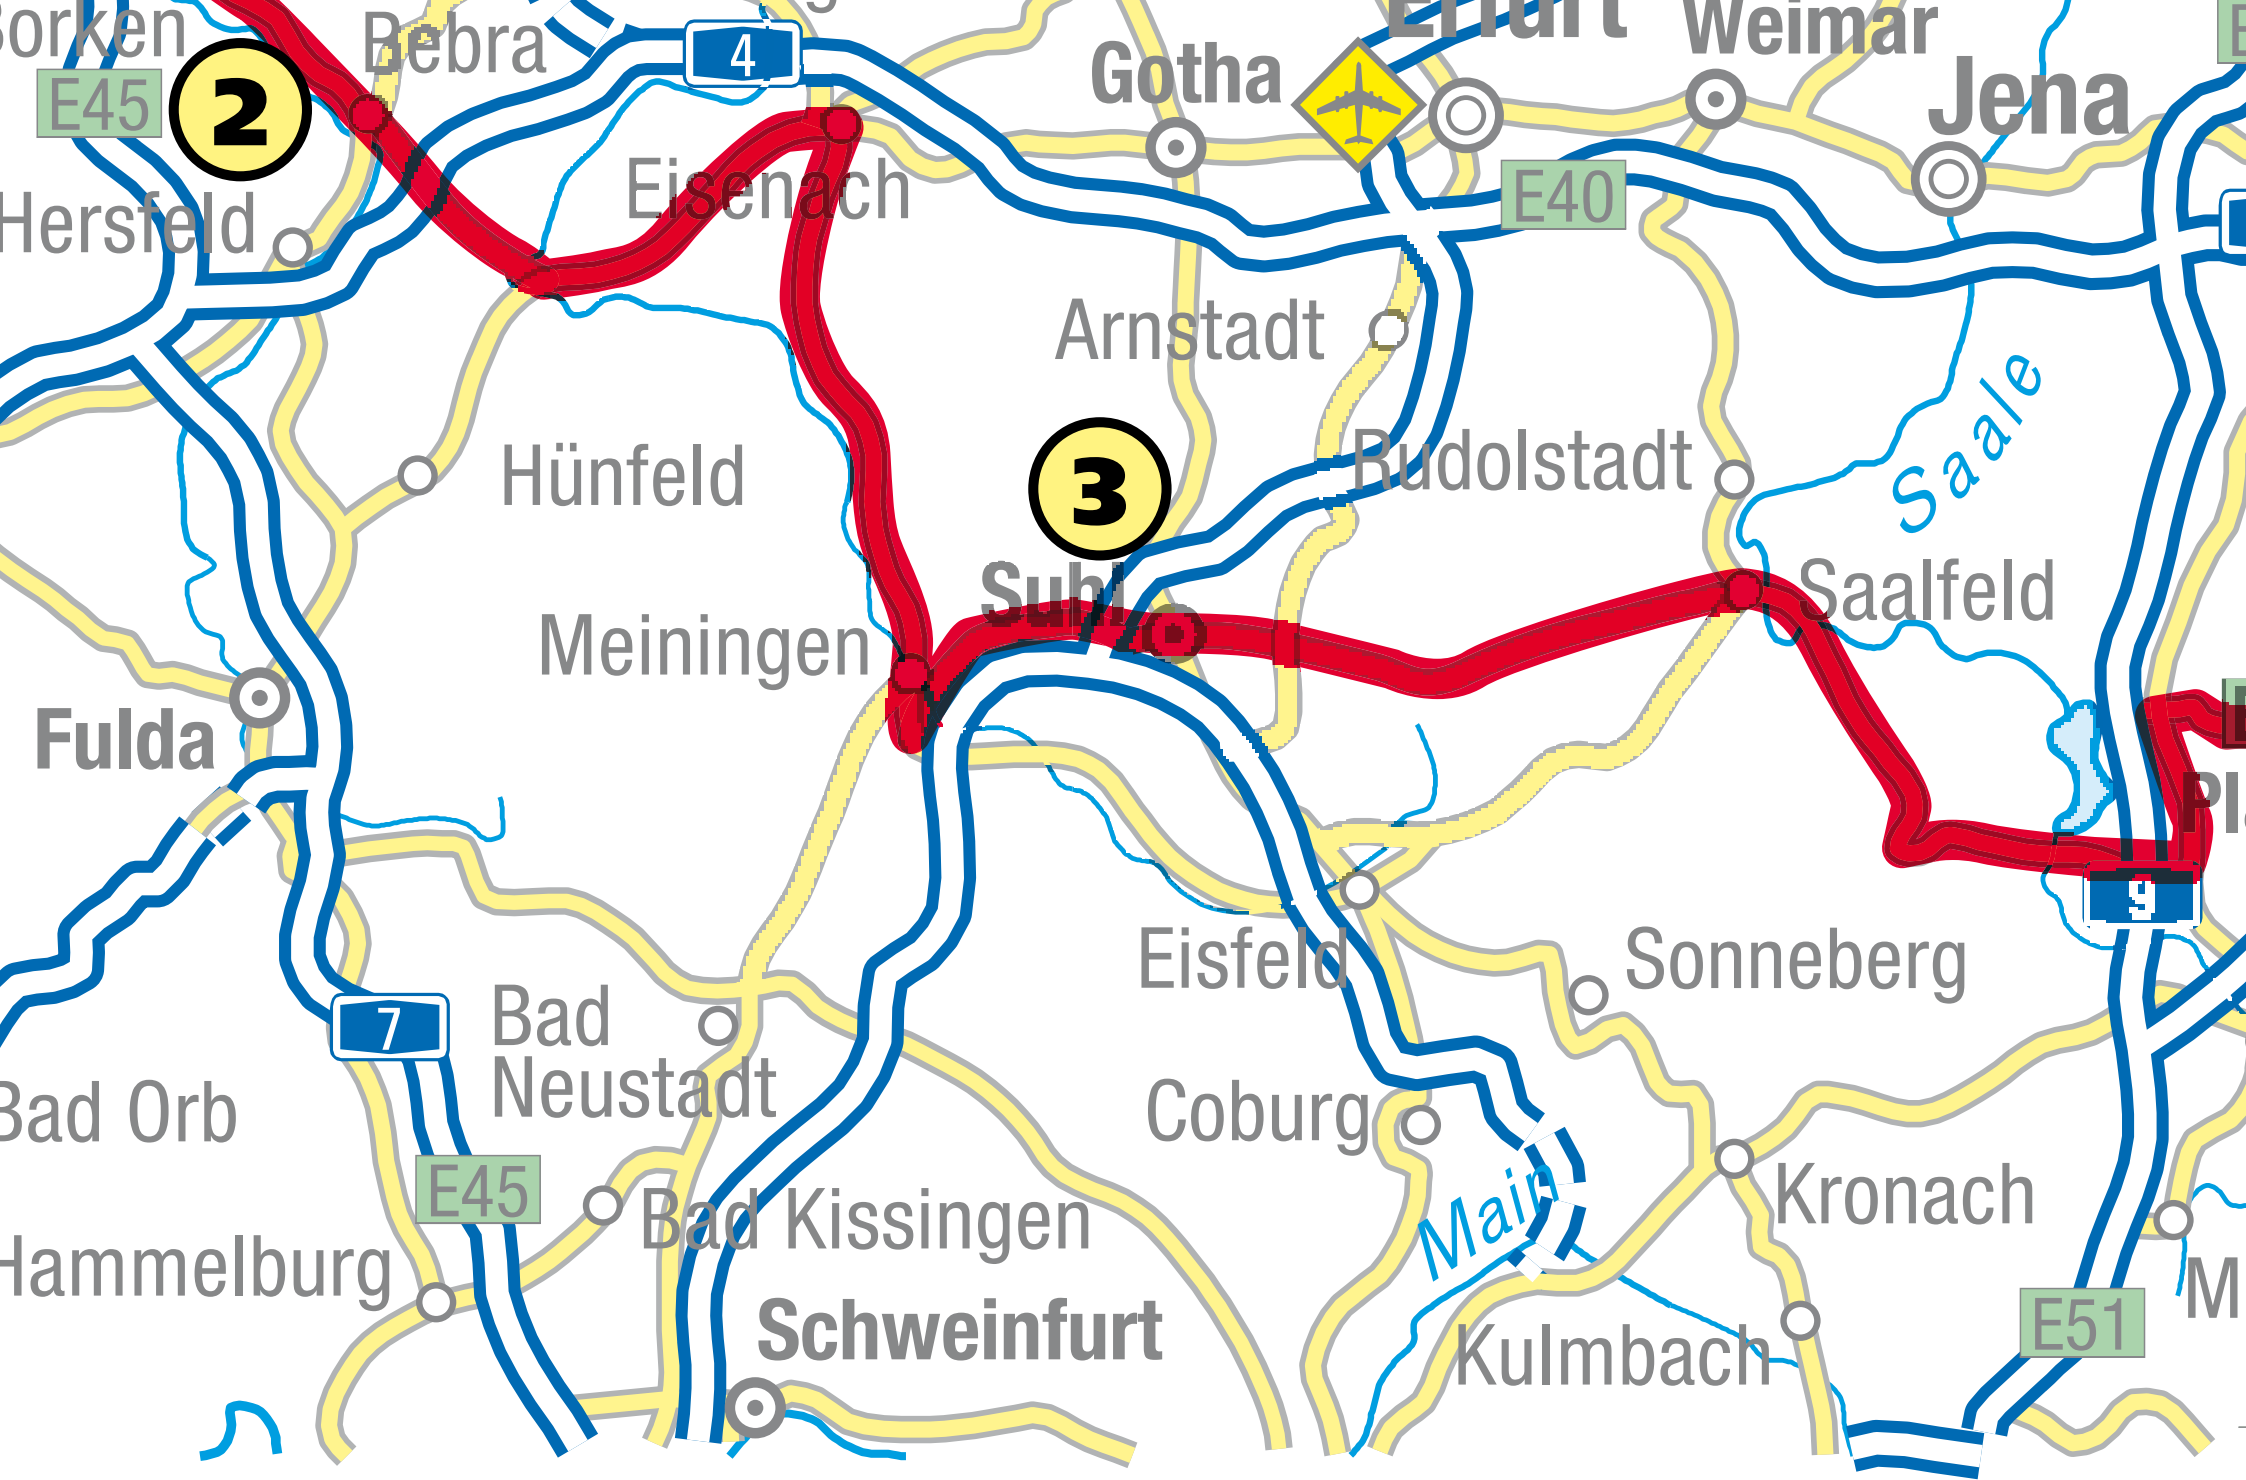 Borken
Bebra
4
Erfurt
Weimar
E45
2
Gotha
Jena
Hersfeld
Eisenach
E40
Arnstadt
Saale
Hünfeld
3
Rudolstadt
Suhl
Saalfeld
Meiningen
Fulda
9
Eisfeld
Sonneberg
7
Bad
Neustadt
Bad Orb
Coburg
E45
Bad Kissingen
Main
Kronach
Hammelburg
Schweinfurt
E51
Kulmbach